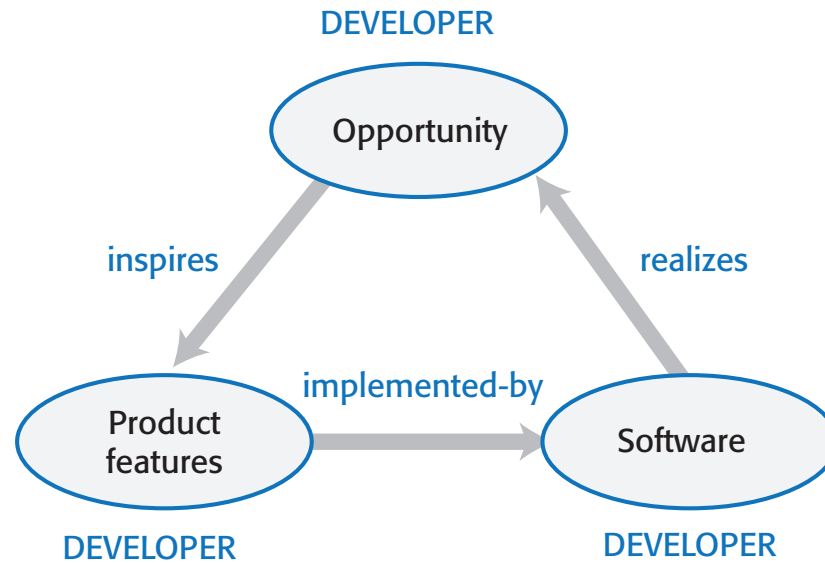 DEVELOPER
Opportunity
inspires
realizes
implemented-by
Product
features
Software
DEVELOPER
DEVELOPER